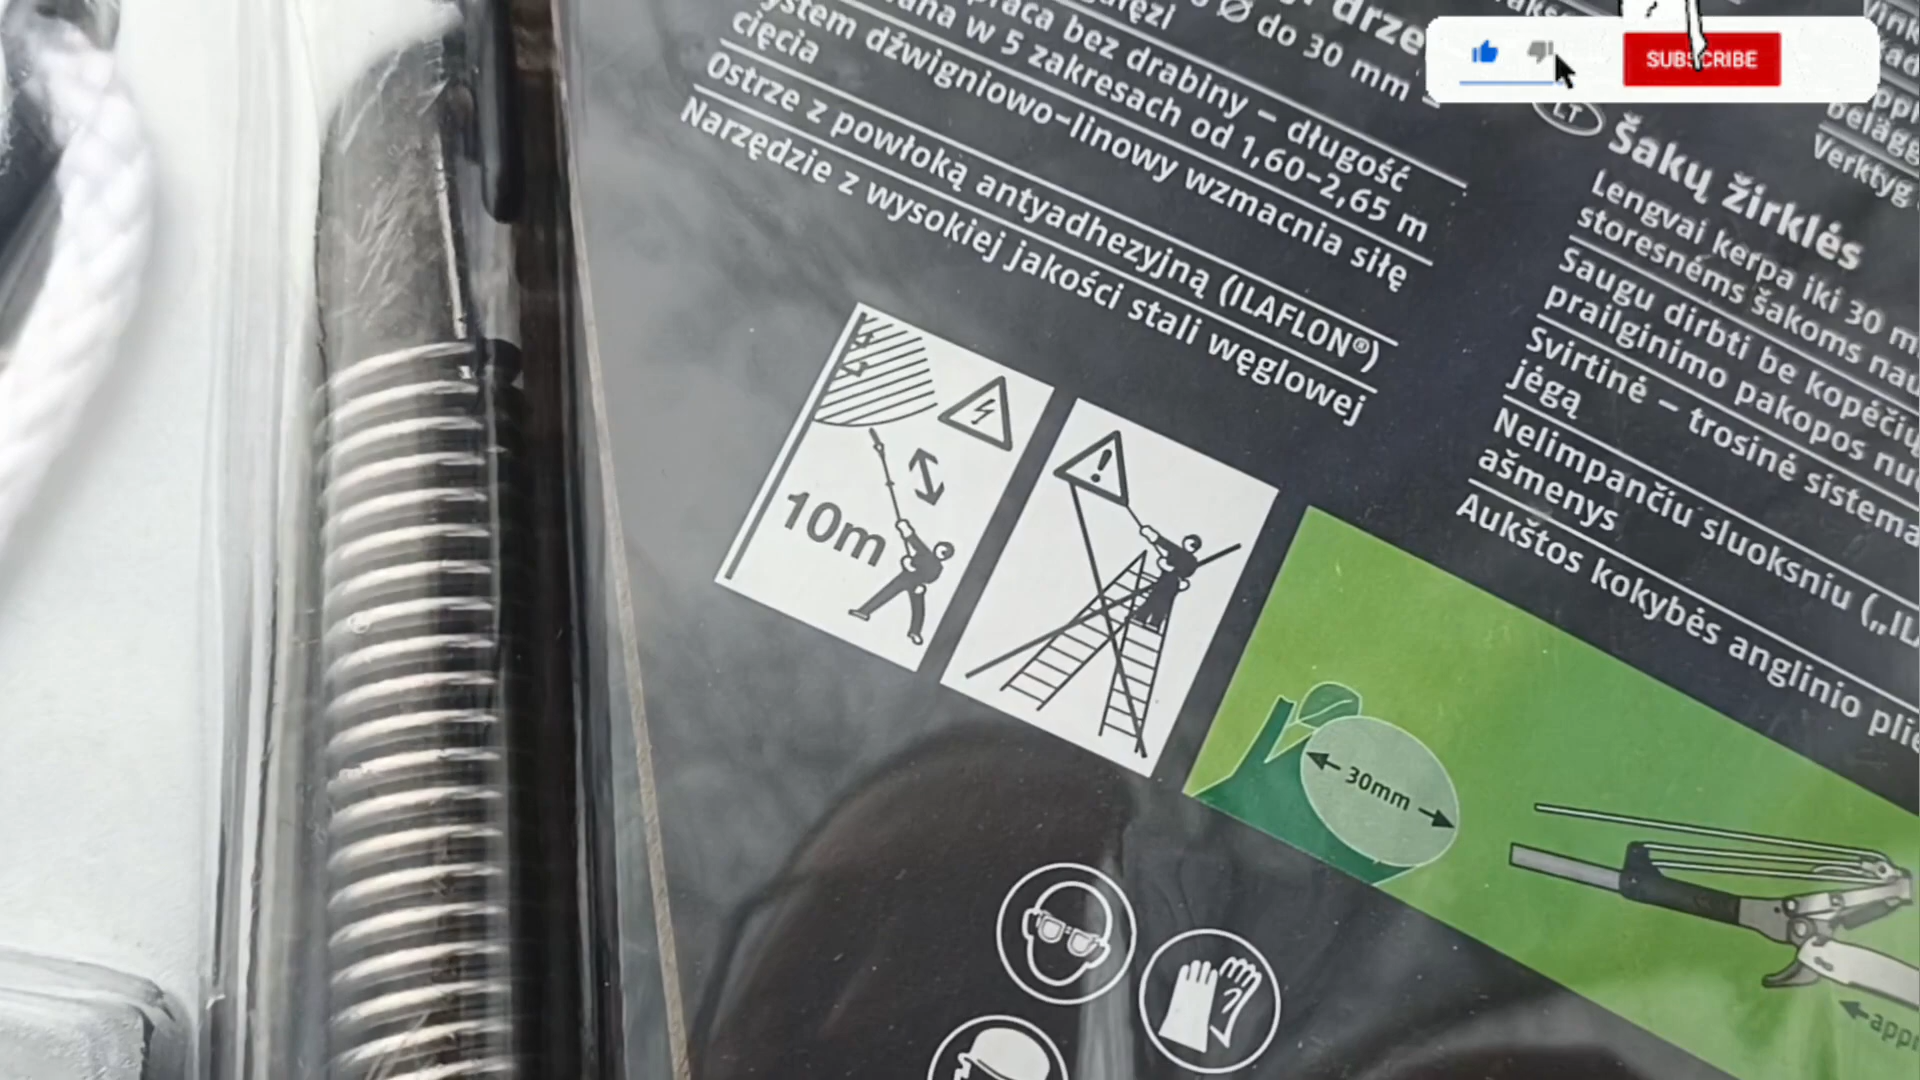 drze
Ø do 30 mm
praca bez drabiny – długość
w 5 zakresach od 1,60–2,65 m
dźwigniowo–linowy wzmacnia siłę
cięcia
Ostrze z powłoką antyadhezyjną (ILAFLON®)
Narzędzie z wysokiej jakości stali węglowej
10m
LT
Šakų žirklės
Lengvai kerpa iki 30 m
storesnėms šakoms nau
Saugu dirbti be kopėčių
prailginimo pakopos nu
Svirtinė – trosinė sistema
jėgą
Nelimpančiu sluoksniu („IL
ašmenys
Aukštos kokybės anglinio plie
Verktyg
30mm
SUBSCRIBE